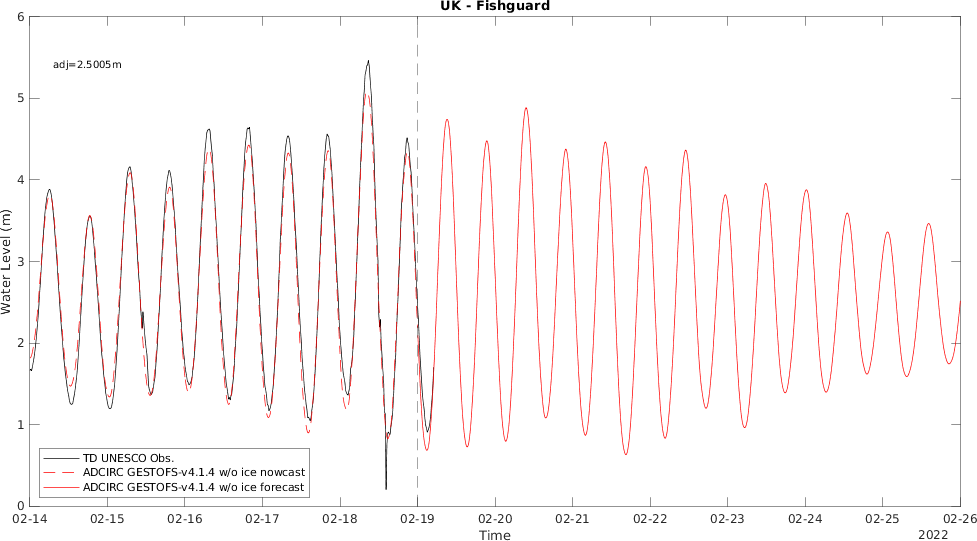 UK - Fishguard
6
5
4
3
2
1
0
Water Level (m)
adj=2.5005m
TD UNESCO Obs.
ADCIRC GESTOFS-v4.1.4 w/o ice nowcast
ADCIRC GESTOFS-v4.1.4 w/o ice forecast
02-14 02-15 02-16 02-17 02-18 02-19 02-20 02-21 02-22 02-23 02-24 02-25 02-26
Time
2022